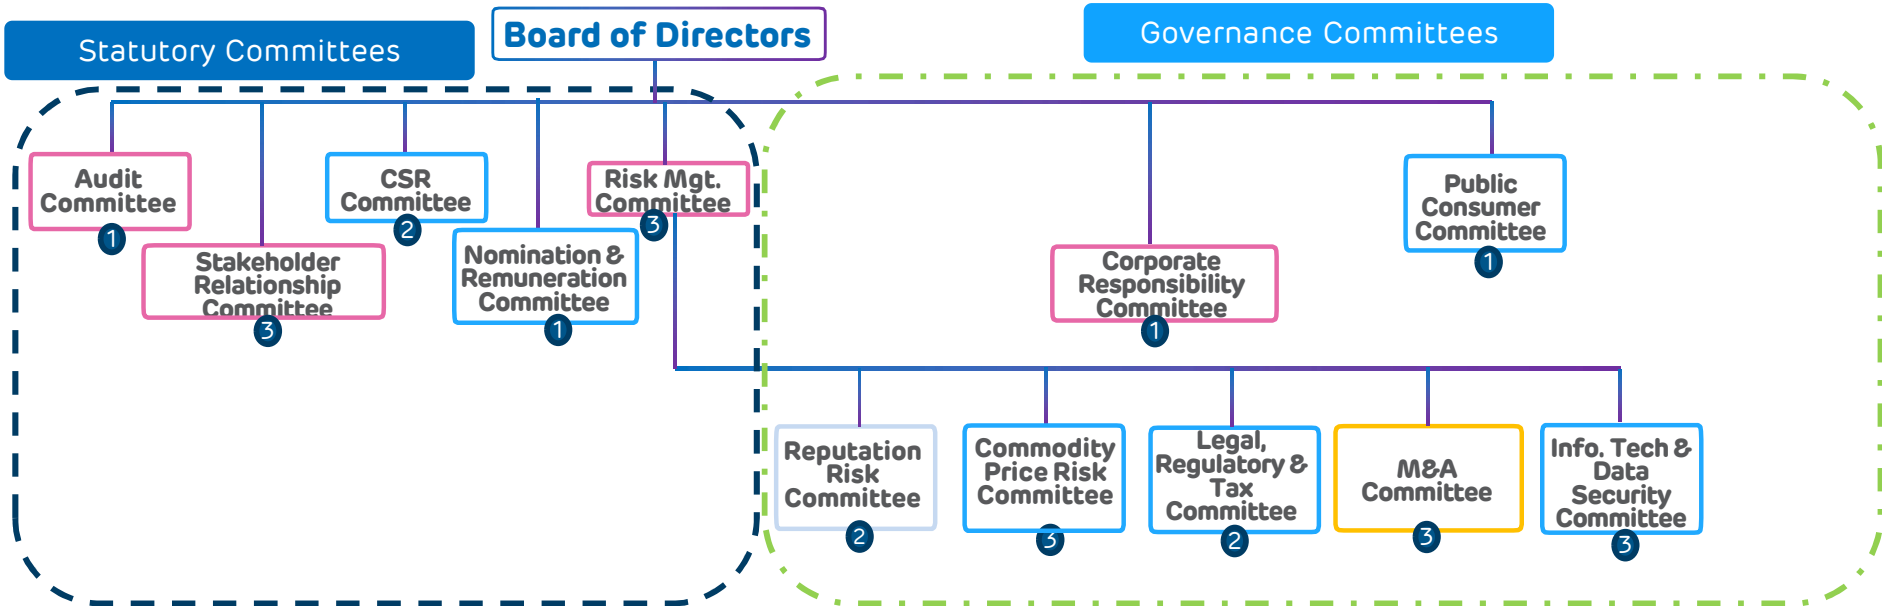 Statutory Committees
Board of Directors
Governance Committees
Audit
Committee
1
Stakeholder
Relationship
Committee
3
CSR
Committee
2
Nomination &
Remuneration
Committee
1
Risk Mgt.
Committee
3
Corporate
Responsibility
Committee
1
Public
Consumer
Committee
1
Reputation
Risk
Committee
2
Commodity
Price Risk
Committee
3
Legal,
Regulatory &
Tax
Committee
2
M&A
Committee
3
Info. Tech &
Data
Security
Committee
3